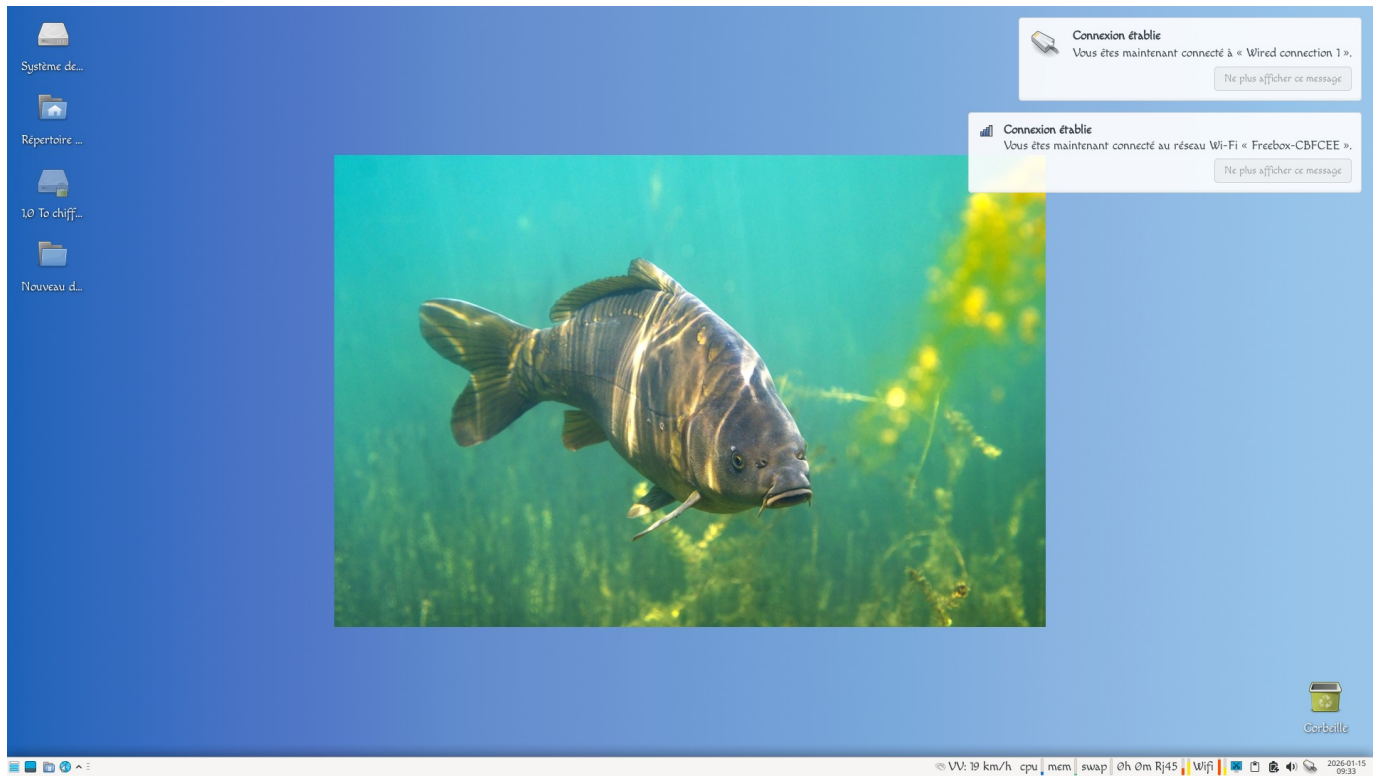 Système de...
Répertoire ...
1,0 To chiff...
Nouveau d...
Connexion établie
Vous êtes maintenant connecté à « Wired connection 1 ».
Ne plus afficher ce message
Connexion établie
Vous êtes maintenant connecté au réseau Wi-Fi « Freebox-CBFCEE ».
Ne plus afficher ce message
Corbeille
VV: 19 km/h cpu mem swap 0h 0m Rj45 Wifi
2026-01-15
09:33